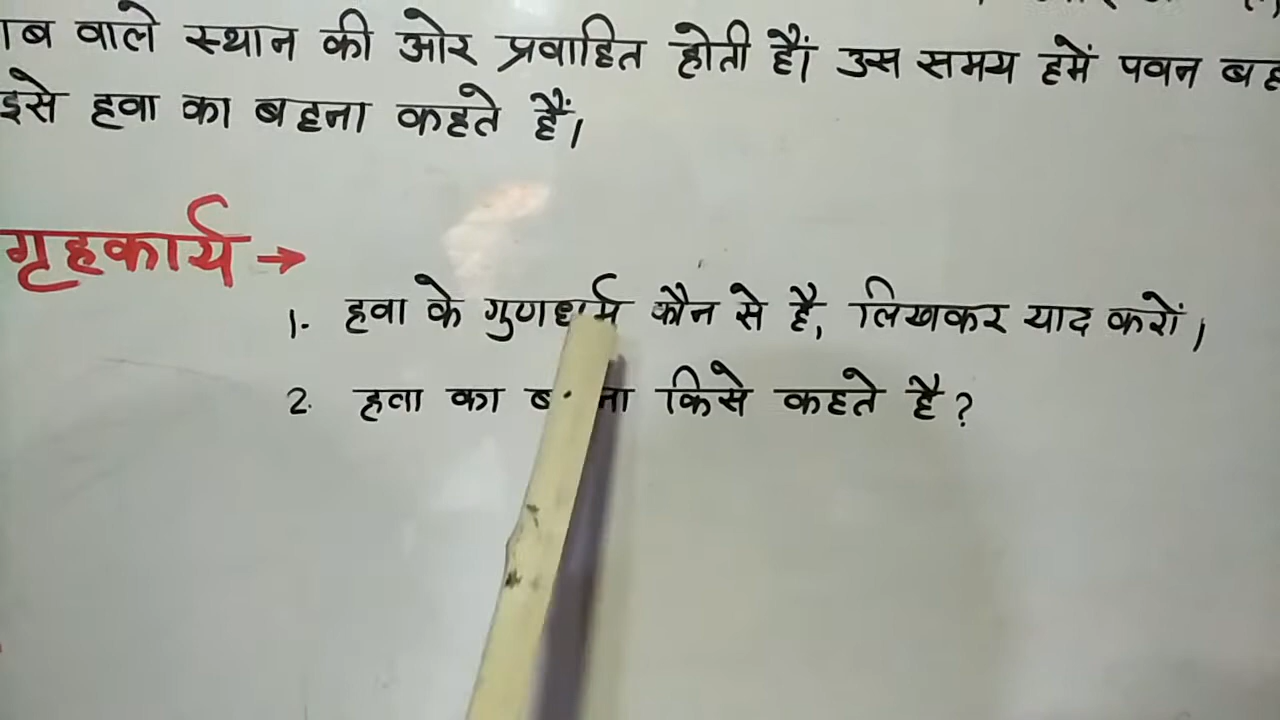 ाब वाले स्थान की ओर प्रवाहित होती हैं। उस समय हमें पवन बह
इसे हवा का बहना कहते हैं।
गृहकार्य →
1. हवा के गुणधर्म कौन से है, लिखकर याद करों।
2. हवा का ब ना किसे कहते है?